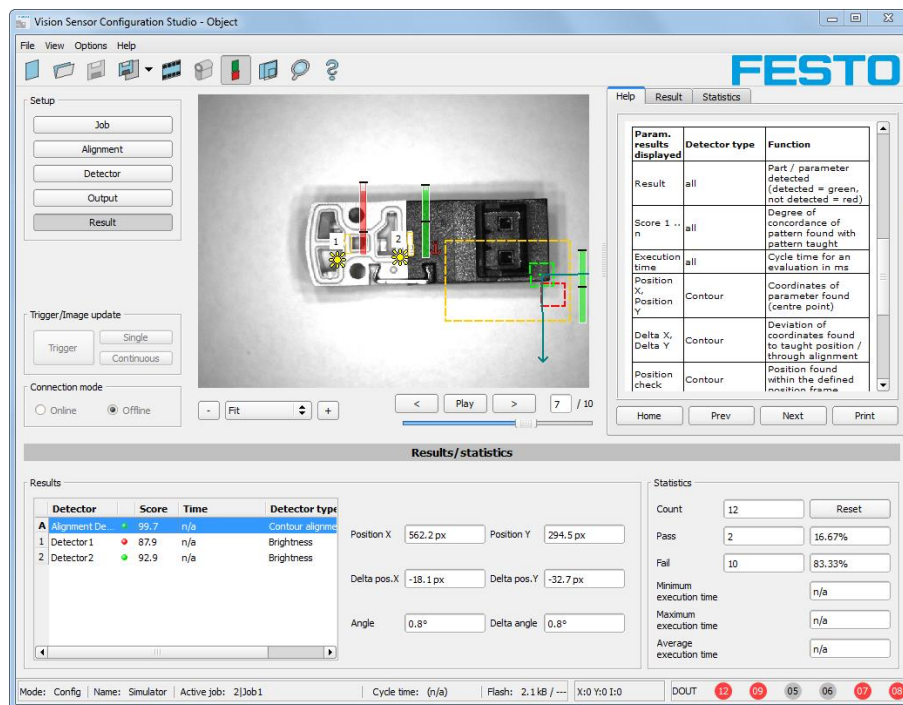 Vision Sensor Configuration Studio - Object
File View Options Help
FESTO
Setup
Job
Alignment
Detector
Output
Result
Trigger/Image update
Trigger
Single
Continuous
Connection mode
Online Offline
1
2
- Fit +
< Play > 7 / 10
Help Result Statistics
Param. results displayed Detector type Function
Result all Part / parameter detected (detected = green, not detected = red)
Score 1 .. n all Degree of concordance of pattern found with pattern taught
Execution time all Cycle time for an evaluation in ms
Position X, Position Y Contour Coordinates of parameter found (centre point)
Delta X, Delta Y Contour Deviation of coordinates found to taught position / through alignment
Position check Contour Position found within the defined position frame
Home Prev Next Print
Results/statistics
Results
Detector Score Time Detector type
A Alignment De... 99.7 n/a Contour alignme
1 Detector1 87.9 n/a Brightness
2 Detector2 92.9 n/a Brightness
Position X 562.2 px Position Y 294.5 px
Delta pos.X -18.1 px Delta pos.Y -32.7 px
Angle 0.8° Delta angle 0.8°
Statistics
Count 12 Reset
Pass 2 16.67%
Fail 10 83.33%
Minimum execution time n/a
Maximum execution time n/a
Average execution time n/a
Mode: Config Name: Simulator Active job: 2|Job1 Cycle time: (n/a) Flash: 2.1 kB / --- X:0 Y:0 I:0 DOUT 12 09 05 06 07 08